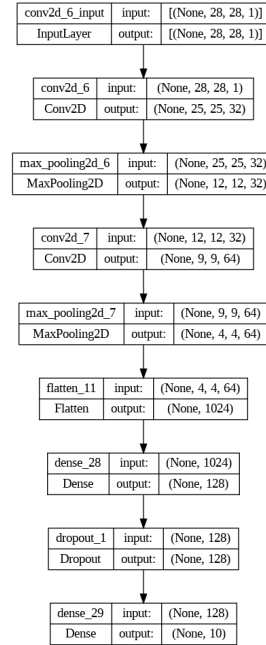 conv2d_6_input input: [(None, 28, 28, 1)]
InputLayer output: [(None, 28, 28, 1)]
conv2d_6 input: (None, 28, 28, 1)
Conv2D output: (None, 25, 25, 32)
max_pooling2d_6 input: (None, 25, 25, 32)
MaxPooling2D output: (None, 12, 12, 32)
conv2d_7 input: (None, 12, 12, 32)
Conv2D output: (None, 9, 9, 64)
max_pooling2d_7 input: (None, 9, 9, 64)
MaxPooling2D output: (None, 4, 4, 64)
flatten_11 input: (None, 4, 4, 64)
Flatten output: (None, 1024)
dense_28 input: (None, 1024)
Dense output: (None, 128)
dropout_1 input: (None, 128)
Dropout output: (None, 128)
dense_29 input: (None, 128)
Dense output: (None, 10)